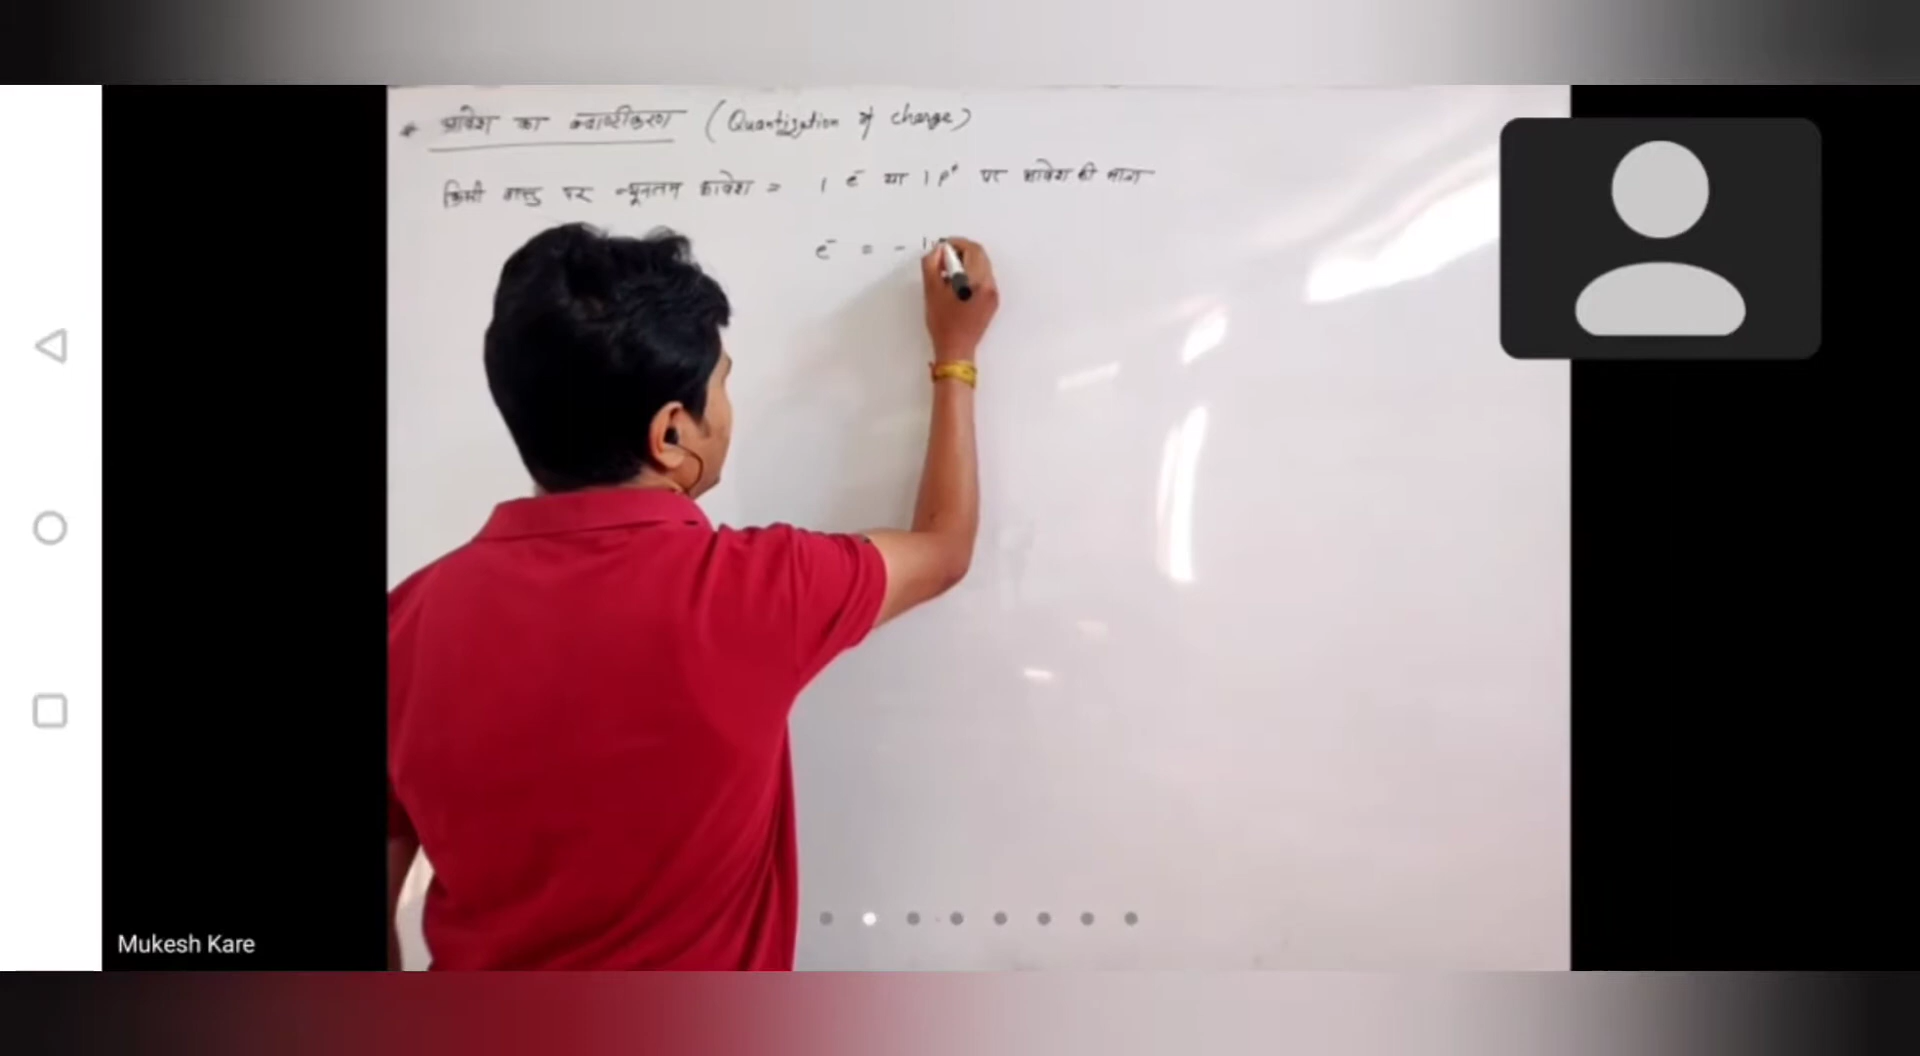 * आवेश का क्वाण्टीकरण (Quantization of charge)
किसी वस्तु पर न्यूनतम आवेश = 1 e⁻ या 1 p⁺ पर आवेश की मात्रा
e⁻ = - 1.
Mukesh Kare